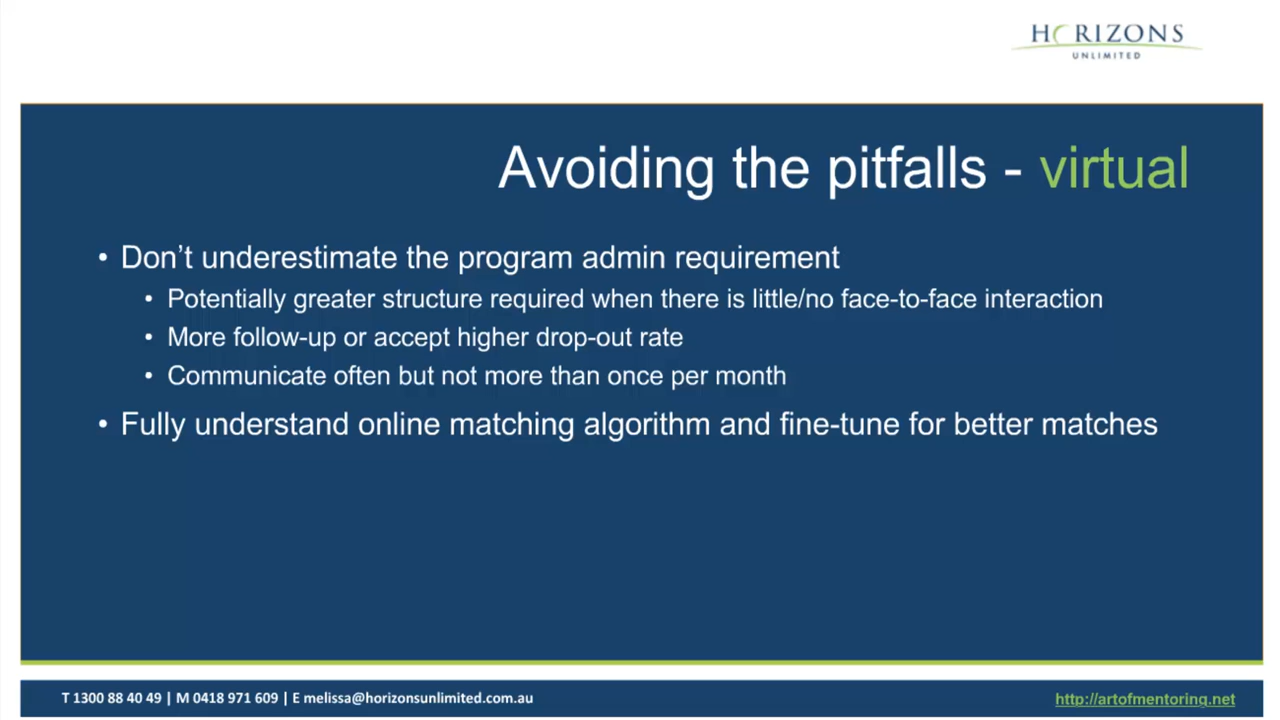 HORIZONS
UNLIMITED
Avoiding the pitfalls - virtual
• Don’t underestimate the program admin requirement
• Potentially greater structure required when there is little/no face-to-face interaction
• More follow-up or accept higher drop-out rate
• Communicate often but not more than once per month
• Fully understand online matching algorithm and fine-tune for better matches
T 1300 88 40 49 | M 0418 971 609 | E melissa@horizonsunlimited.com.au
http://artofmentoring.net